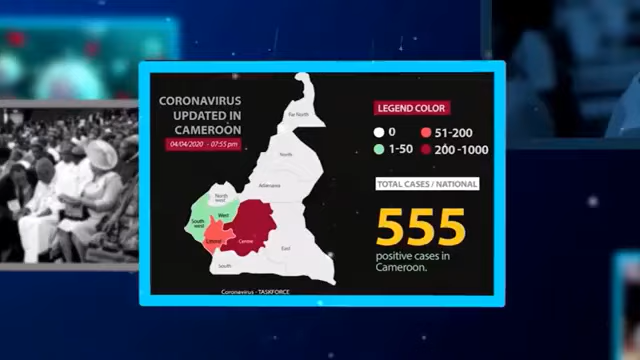 CORONAVIRUS
UPDATED IN
CAMEROON
04/04/2020 - 07:55 pm
LEGEND COLOR
0
51-200
1-50
200 -1000
TOTAL CASES / NATIONAL
555
positive cases in
Cameroon.
Far North
North
Adamawa
North
west
West
South
west
Littoral
Centre
East
South
Coronavirus - TASKFORCE